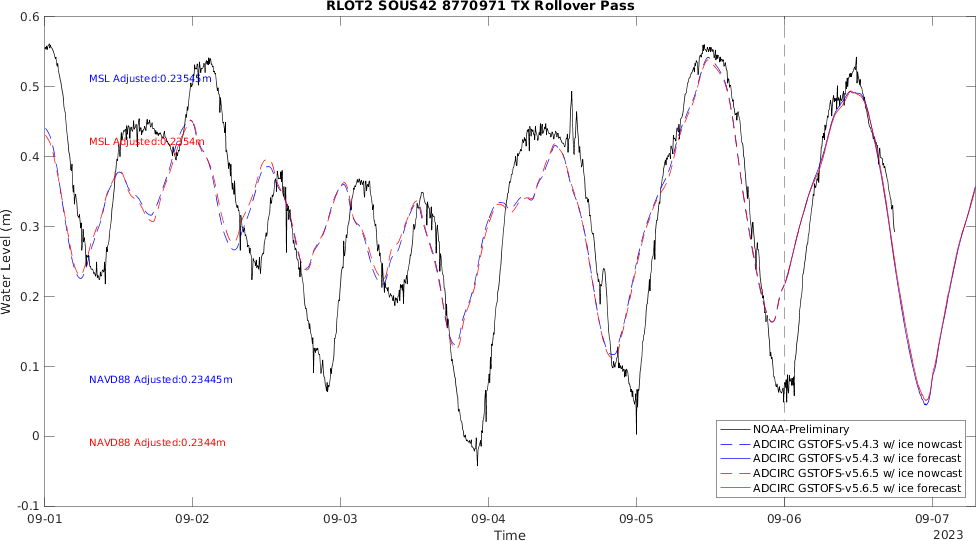 RLOT2 SOUS42 8770971 TX Rollover Pass
0.6
0.5
0.4
0.3
0.2
0.1
0
-0.1
Water Level (m)
MSL Adjusted:0.23545m
MSL Adjusted:0.2354m
NAVD88 Adjusted:0.23445m
NAVD88 Adjusted:0.2344m
NOAA-Preliminary
ADCIRC GSTOFS-v5.4.3 w/ ice nowcast
ADCIRC GSTOFS-v5.4.3 w/ ice forecast
ADCIRC GSTOFS-v5.6.5 w/ ice nowcast
ADCIRC GSTOFS-v5.6.5 w/ ice forecast
09-01 09-02 09-03 09-04 09-05 09-06 09-07
Time
2023